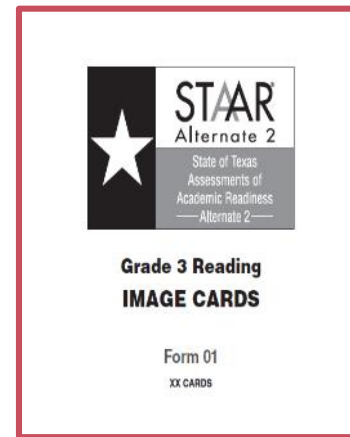 STAAR®
Alternate 2
State of Texas
Assessments of
Academic Readiness
Alternate 2
Grade 3 Reading
IMAGE CARDS
Form 01
XX CARDS